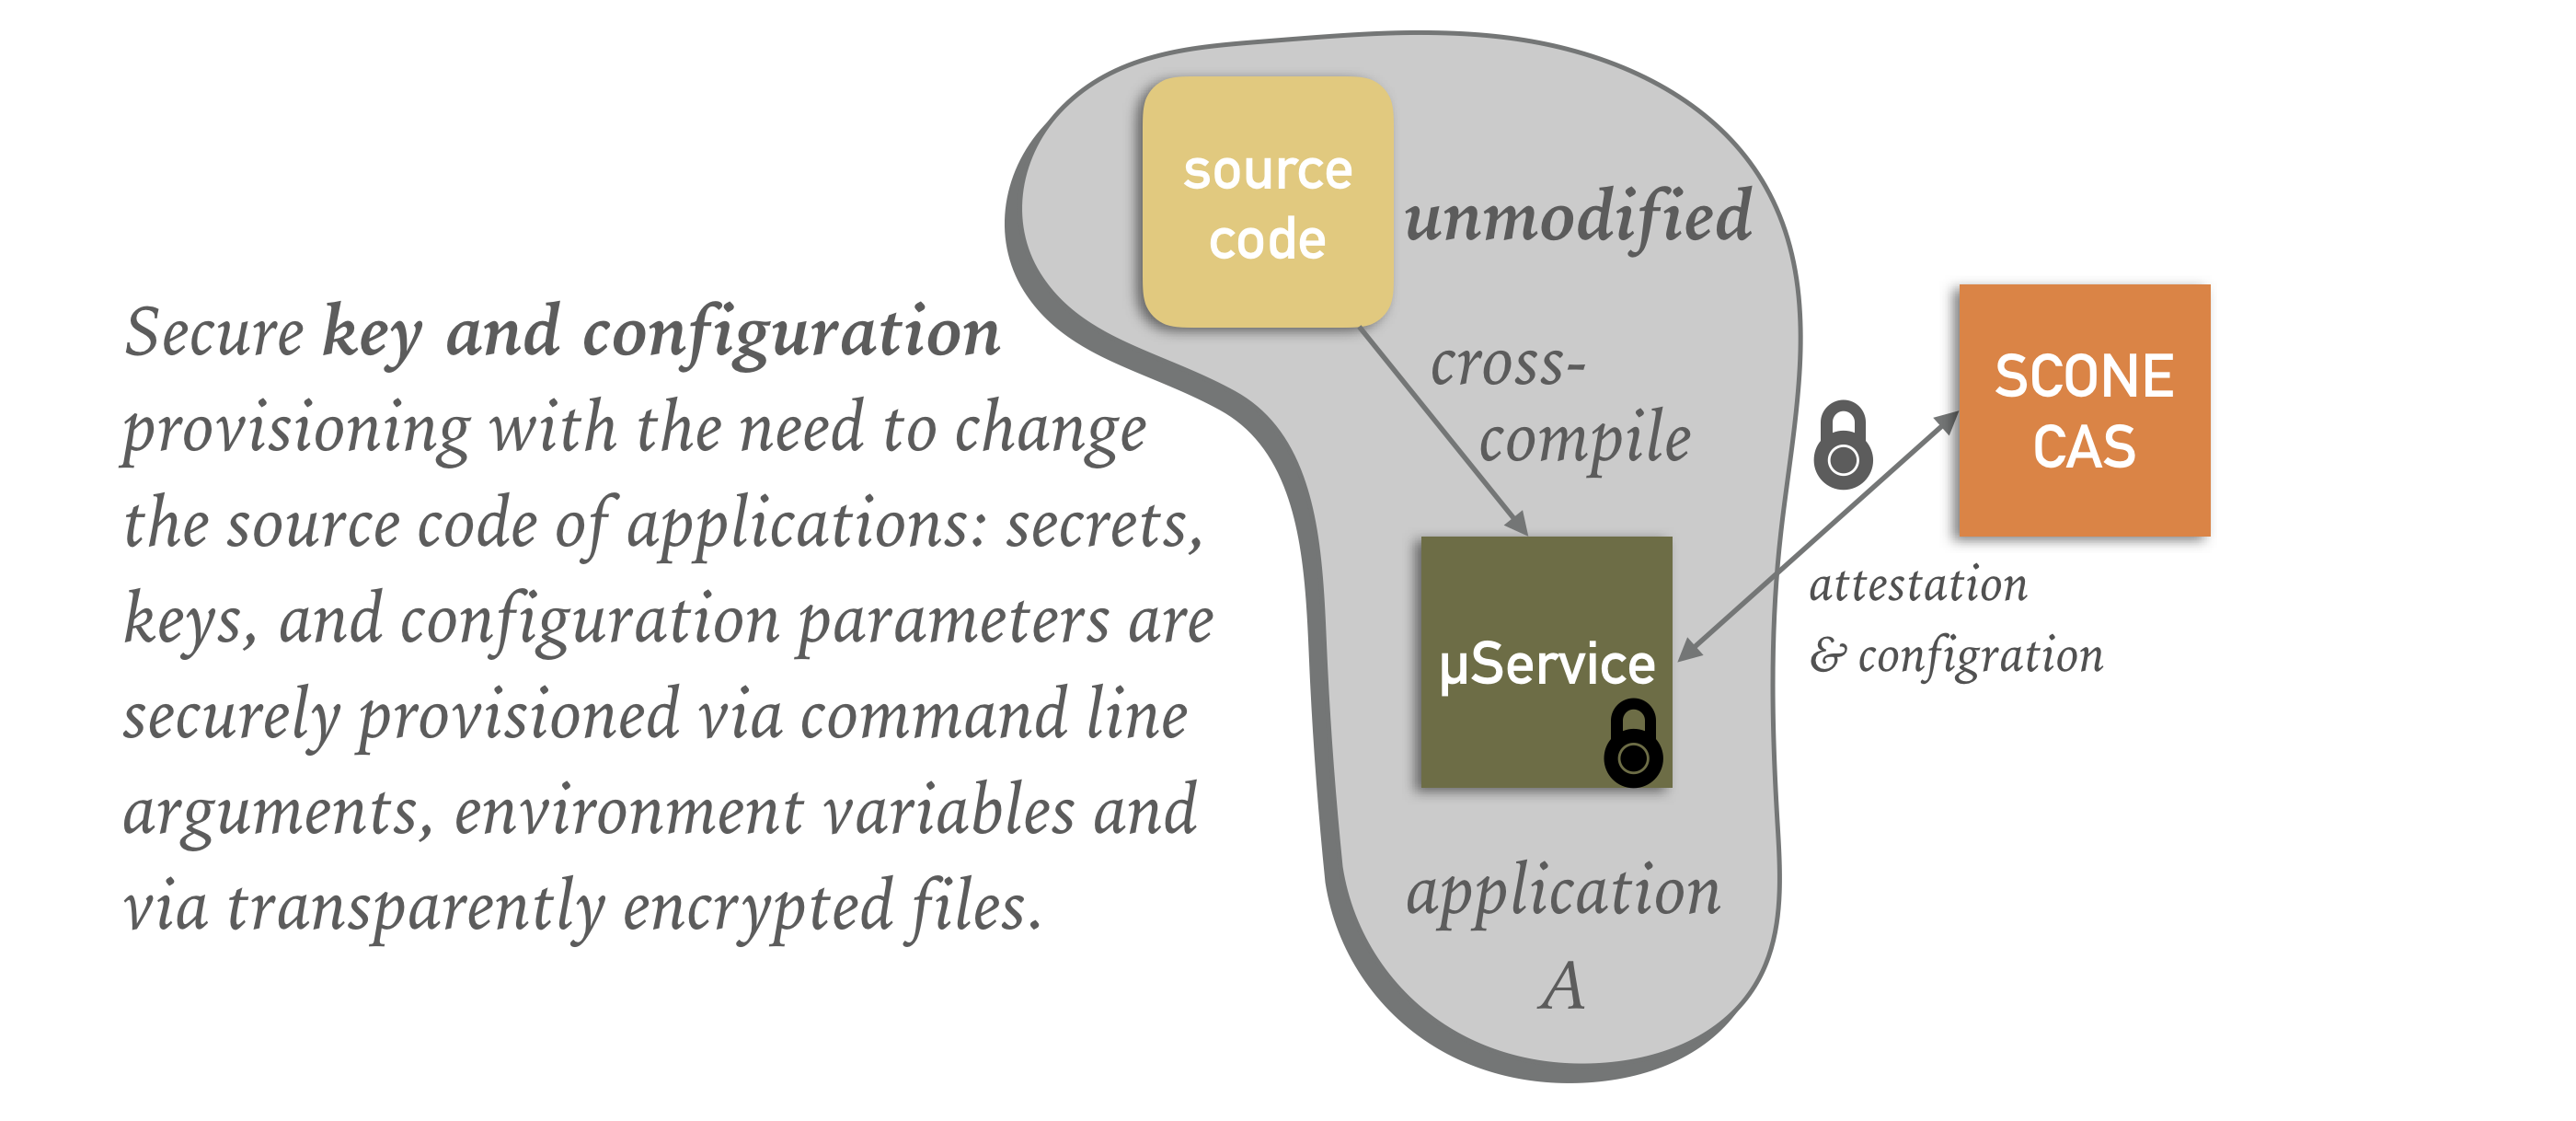 Secure key and configuration
provisioning with the need to change
the source code of applications: secrets,
keys, and configuration parameters are
securely provisioned via command line
arguments, environment variables and
via transparently encrypted files.
source
code
unmodified
cross-
compile
µService
application
A
SCONE
CAS
attestation
& configration